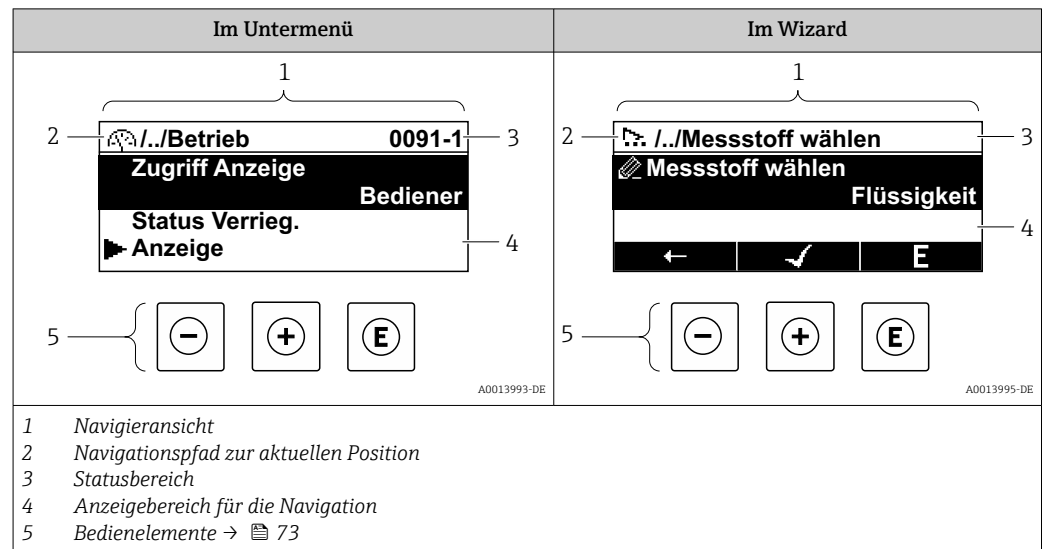 Im Untermenü
Im Wizard
1
2
/../Betrieb 0091-1
3
Zugriff Anzeige
Bediener
Status Verrieg.
Anzeige
4
5
- + E
A0013993-DE
1
2
/../Messstoff wählen
3
Messstoff wählen
Flüssigkeit
4
← ✓ E
5
- + E
A0013995-DE
1 Navigieransicht
2 Navigationspfad zur aktuellen Position
3 Statusbereich
4 Anzeigebereich für die Navigation
5 Bedienelemente → 73